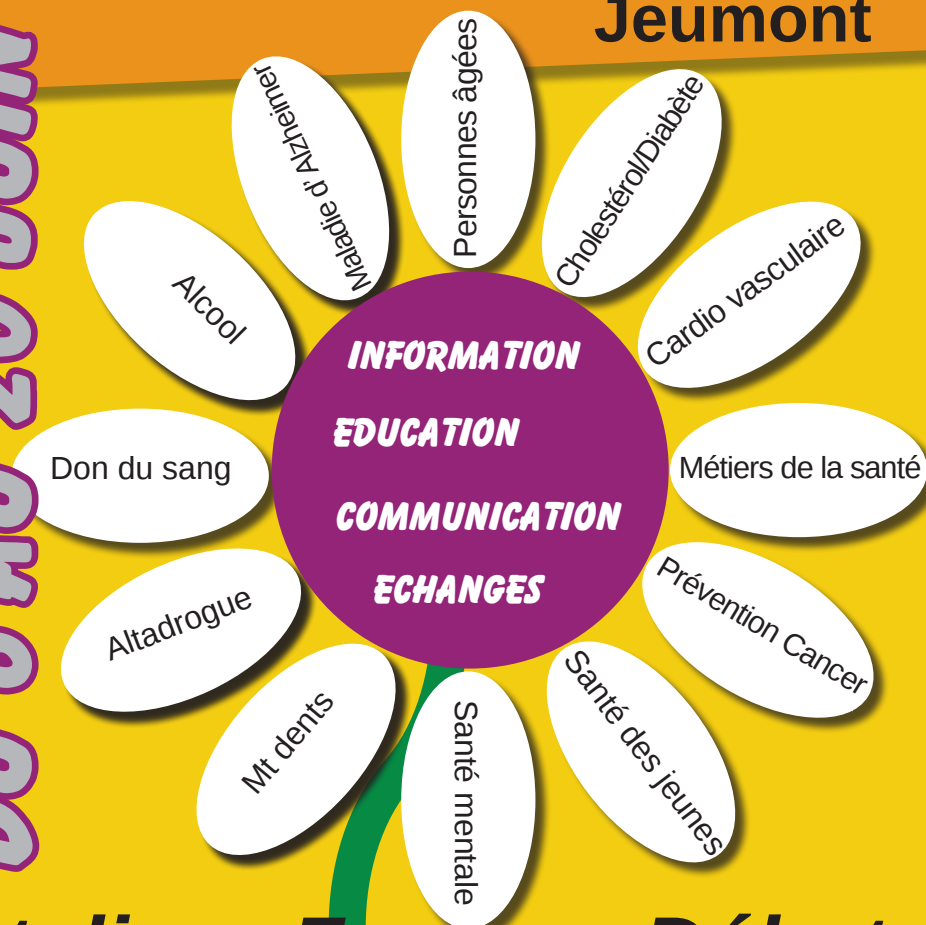 Jeumont
Personnes âgées
Cholestérol/Diabète
Cardio vasculaire
Métiers de la santé
Prévention Cancer
Santé des jeunes
Santé mentale
Mt dents
Altadrogue
Don du sang
Alcool
Maladie d'Alzheimer
INFORMATION
EDUCATION
COMMUNICATION
ECHANGES